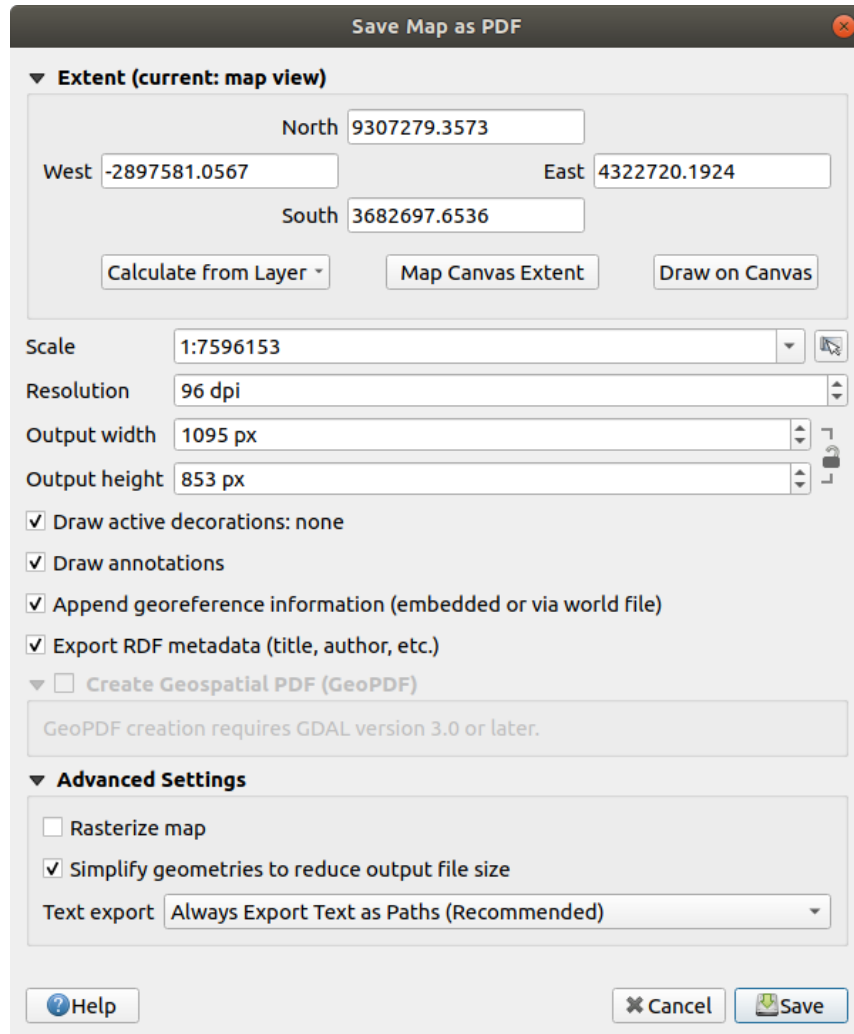 Save Map as PDF
Extent (current: map view)
North 9307279.3573
West -2897581.0567 East 4322720.1924
South 3682697.6536
Calculate from Layer Map Canvas Extent Draw on Canvas
Scale 1:7596153
Resolution 96 dpi
Output width 1095 px
Output height 853 px
Draw active decorations: none
Draw annotations
Append georeference information (embedded or via world file)
Export RDF metadata (title, author, etc.)
Create Geospatial PDF (GeoPDF)
GeoPDF creation requires GDAL version 3.0 or later.
Advanced Settings
Rasterize map
Simplify geometries to reduce output file size
Text export Always Export Text as Paths (Recommended)
Help Cancel Save